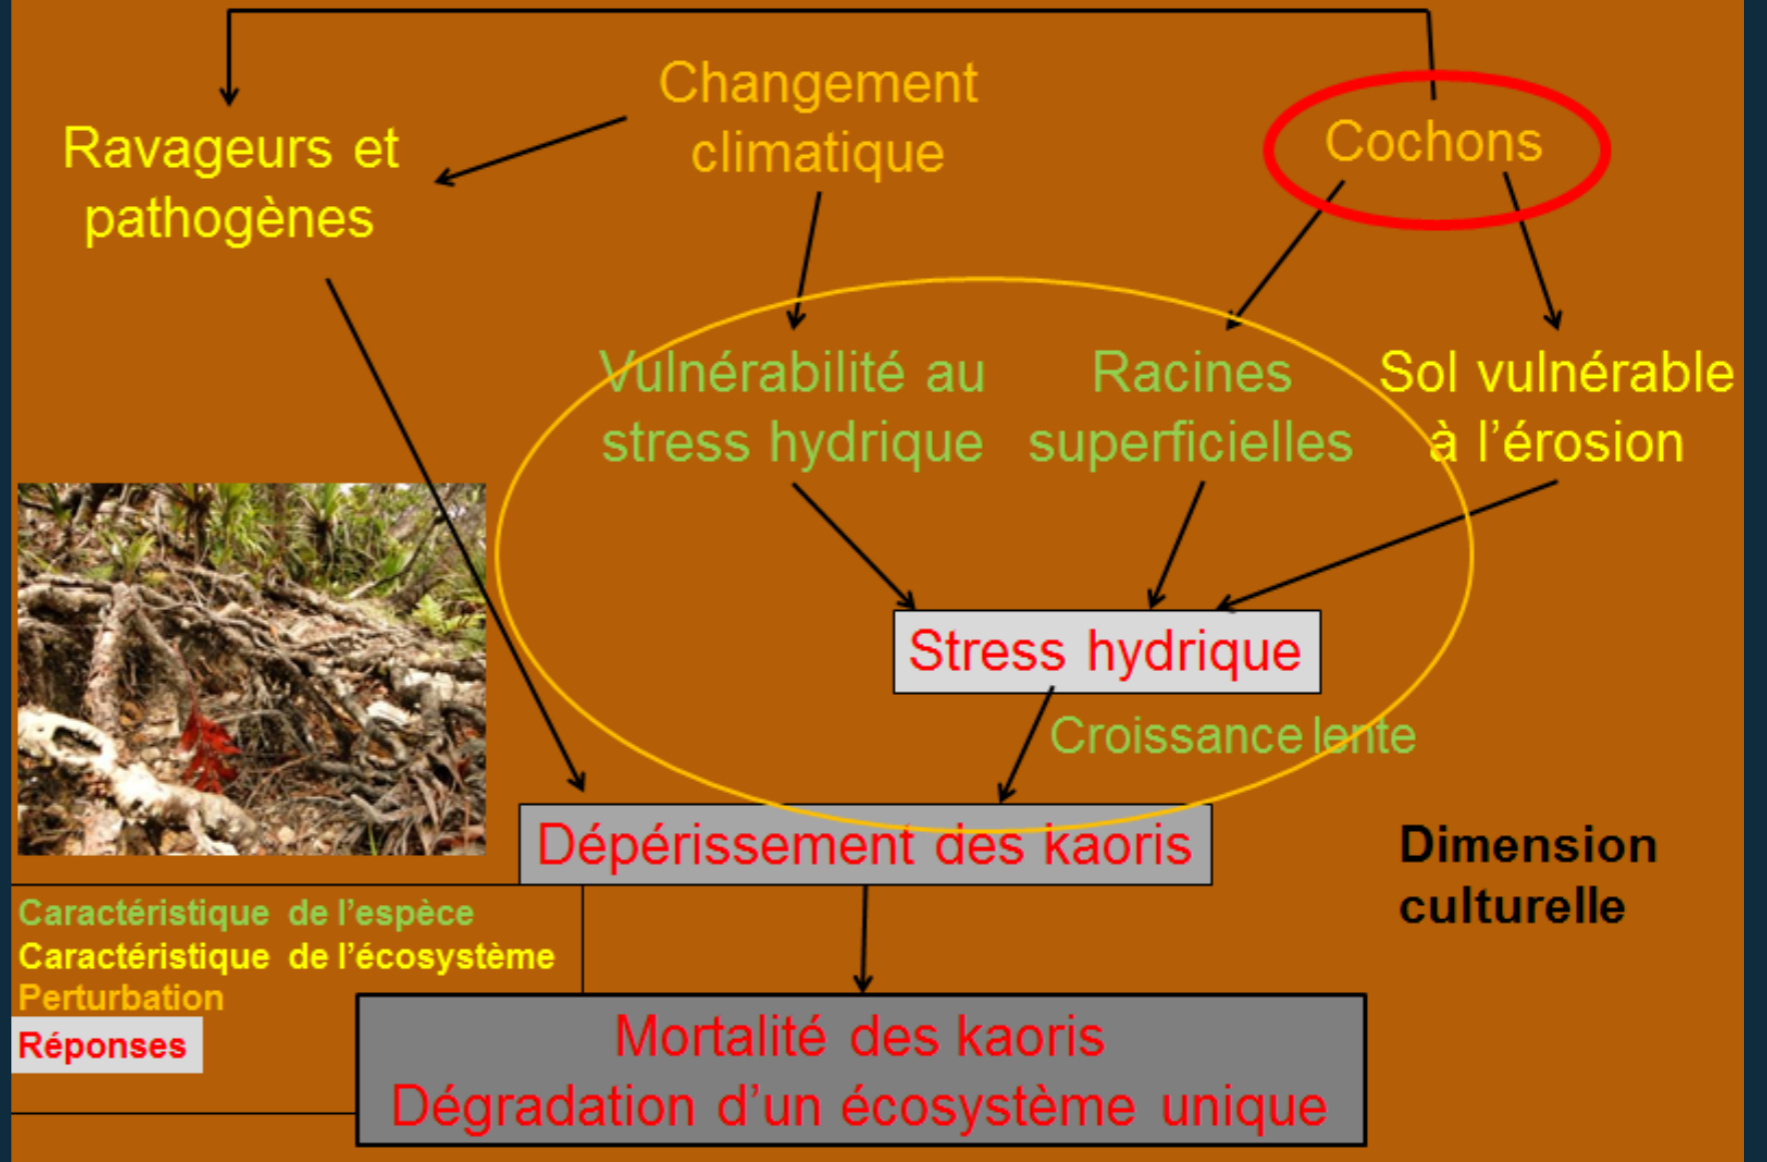 Changement
climatique
Cochons
Ravageurs et
pathogènes
Vulnérabilité au
stress hydrique
Racines
superficielles
Sol vulnérable
à l’érosion
Stress hydrique
Croissance lente
Dépérissement des kaoris
Dimension
culturelle
Caractéristique de l’espèce
Caractéristique de l’écosystème
Perturbation
Réponses
Mortalité des kaoris
Dégradation d’un écosystème unique